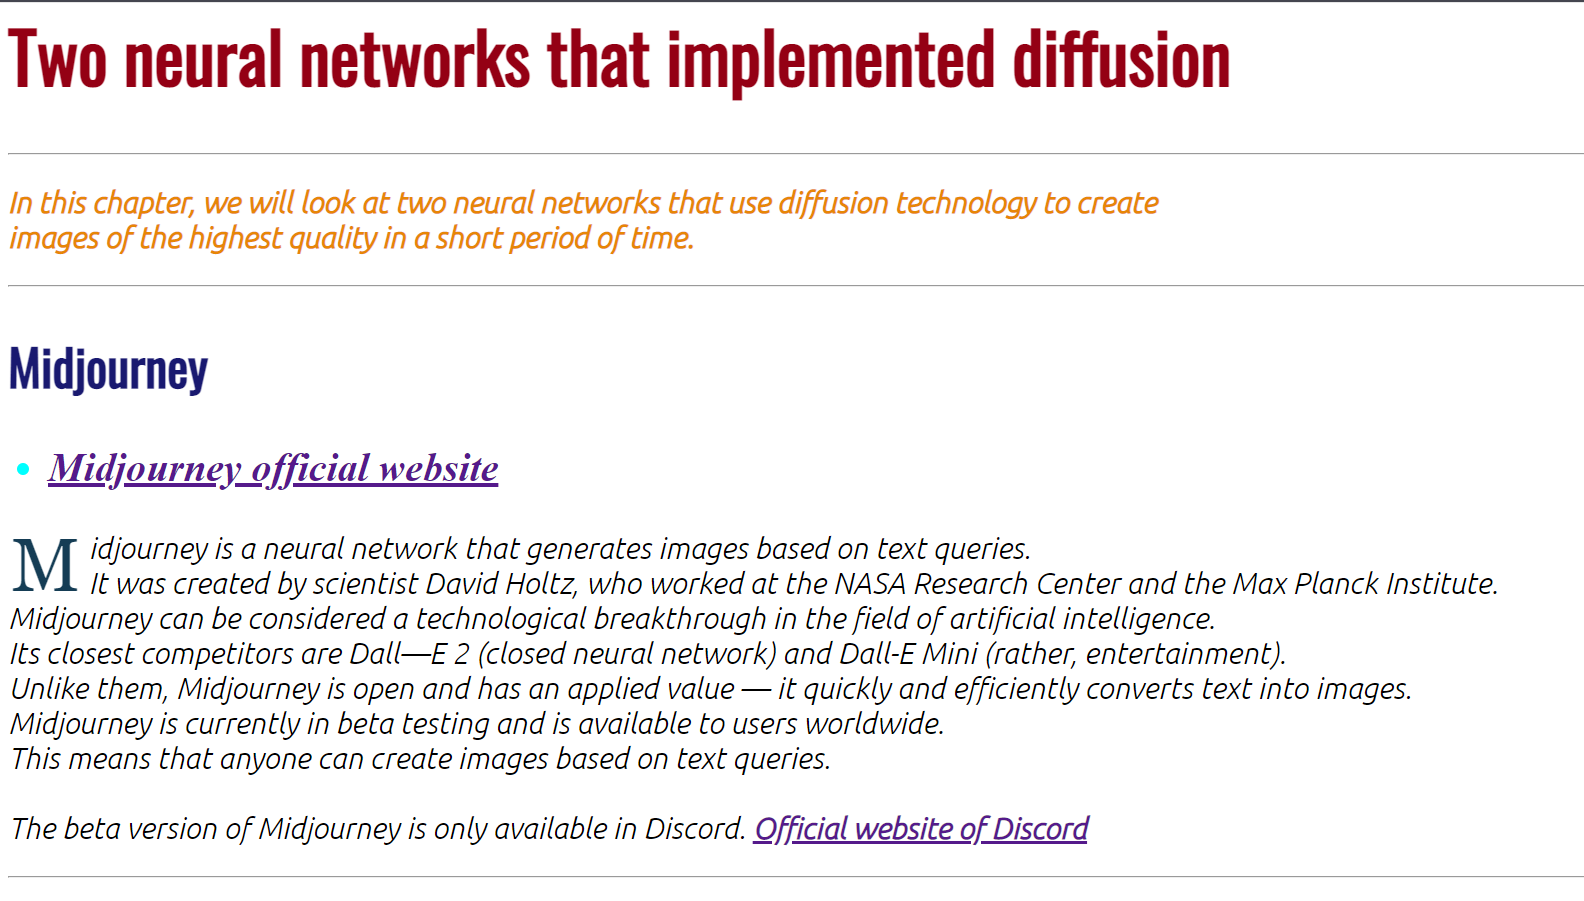 Two neural networks that implemented diffusion
In this chapter, we will look at two neural networks that use diffusion technology to create
images of the highest quality in a short period of time.
Midjourney
Midjourney official website
Midjourney is a neural network that generates images based on text queries.
It was created by scientist David Holtz, who worked at the NASA Research Center and the Max Planck Institute.
Midjourney can be considered a technological breakthrough in the field of artificial intelligence.
Its closest competitors are Dall—E 2 (closed neural network) and Dall-E Mini (rather, entertainment).
Unlike them, Midjourney is open and has an applied value — it quickly and efficiently converts text into images.
Midjourney is currently in beta testing and is available to users worldwide.
This means that anyone can create images based on text queries.
The beta version of Midjourney is only available in Discord. Official website of Discord